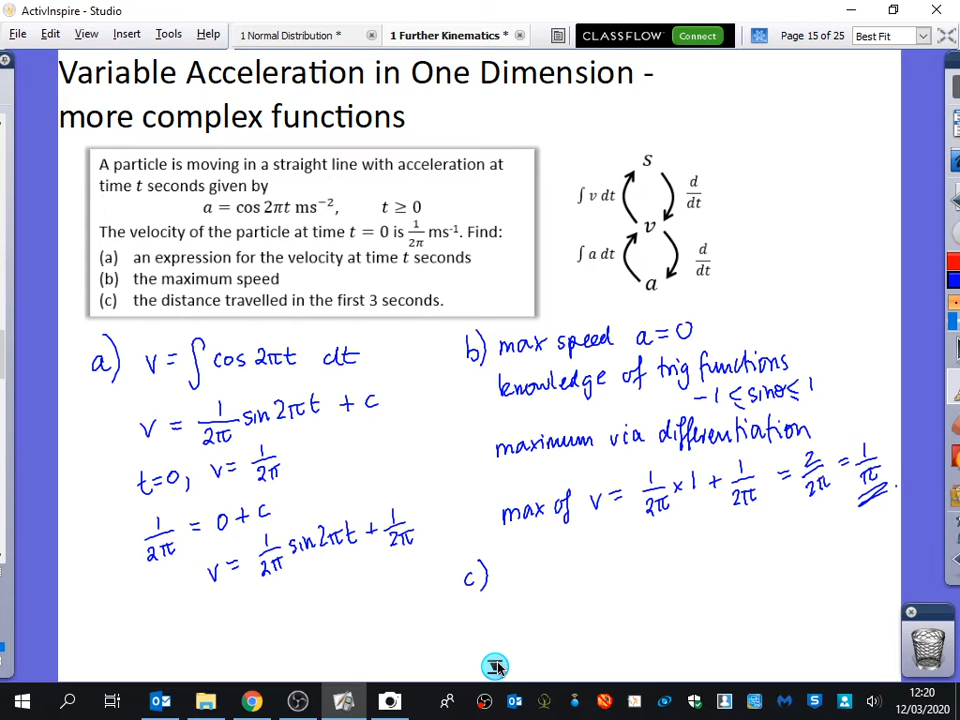 ActivInspire - Studio
File Edit View Insert Tools Help
1 Normal Distribution *
1 Further Kinematics *
CLASSFLOW
Connect
Page 15 of 25
Best Fit
Variable Acceleration in One Dimension -
more complex functions
A particle is moving in a straight line with acceleration at
time t seconds given by
a = cos 2πt ms⁻², t ≥ 0
The velocity of the particle at time t = 0 is 1/2π ms⁻¹. Find:
(a) an expression for the velocity at time t seconds
(b) the maximum speed
(c) the distance travelled in the first 3 seconds.
s
∫ v dt
d/dt
v
∫ a dt
d/dt
a
a) v = ∫ cos 2πt dt
v = 1/2π sin 2πt + c
t=0, v = 1/2π
1/2π = 0 + c
v = 1/2π sin 2πt + 1/2π
b) max speed a = 0
knowledge of trig functions
-1 ≤ sinθ ≤ 1
maximum via differentiation
max of v = 1/2π × 1 + 1/2π = 2/2π = 1/π.
c)
12:20
12/03/2020